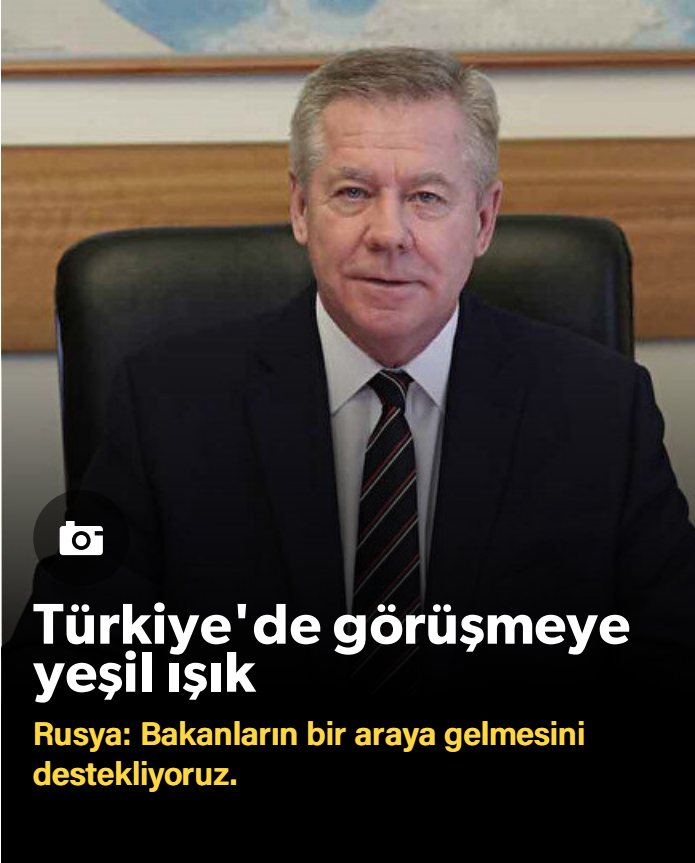 Türkiye'de görüşmeye
yeşil ışık
Rusya: Bakanların bir araya gelmesini
destekliyoruz.